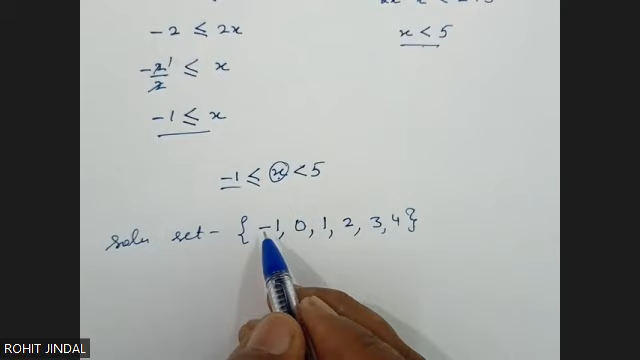 -2 ≤ 2x
x < 5
-2/2 ≤ x
-1 ≤ x
-1 ≤ x < 5
Soln set - { -1, 0, 1, 2, 3, 4 }
ROHIT JINDAL